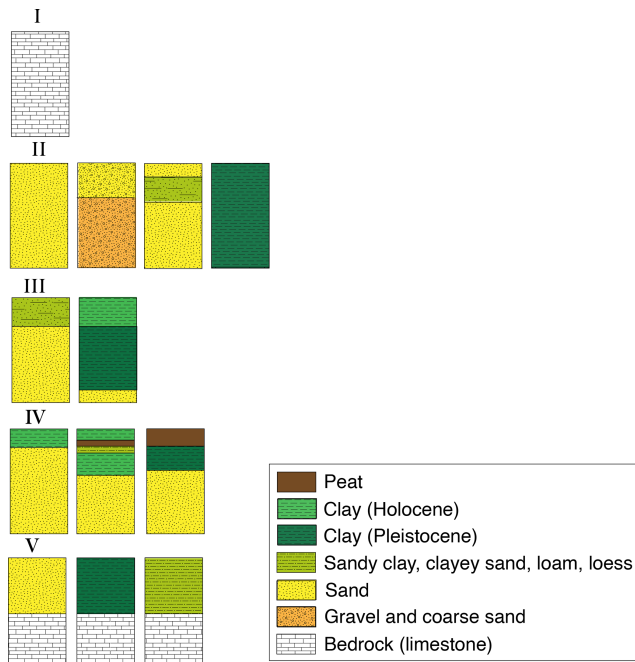 I
II
III
IV
V
Peat
Clay (Holocene)
Clay (Pleistocene)
Sandy clay, clayey sand, loam, loess
Sand
Gravel and coarse sand
Bedrock (limestone)